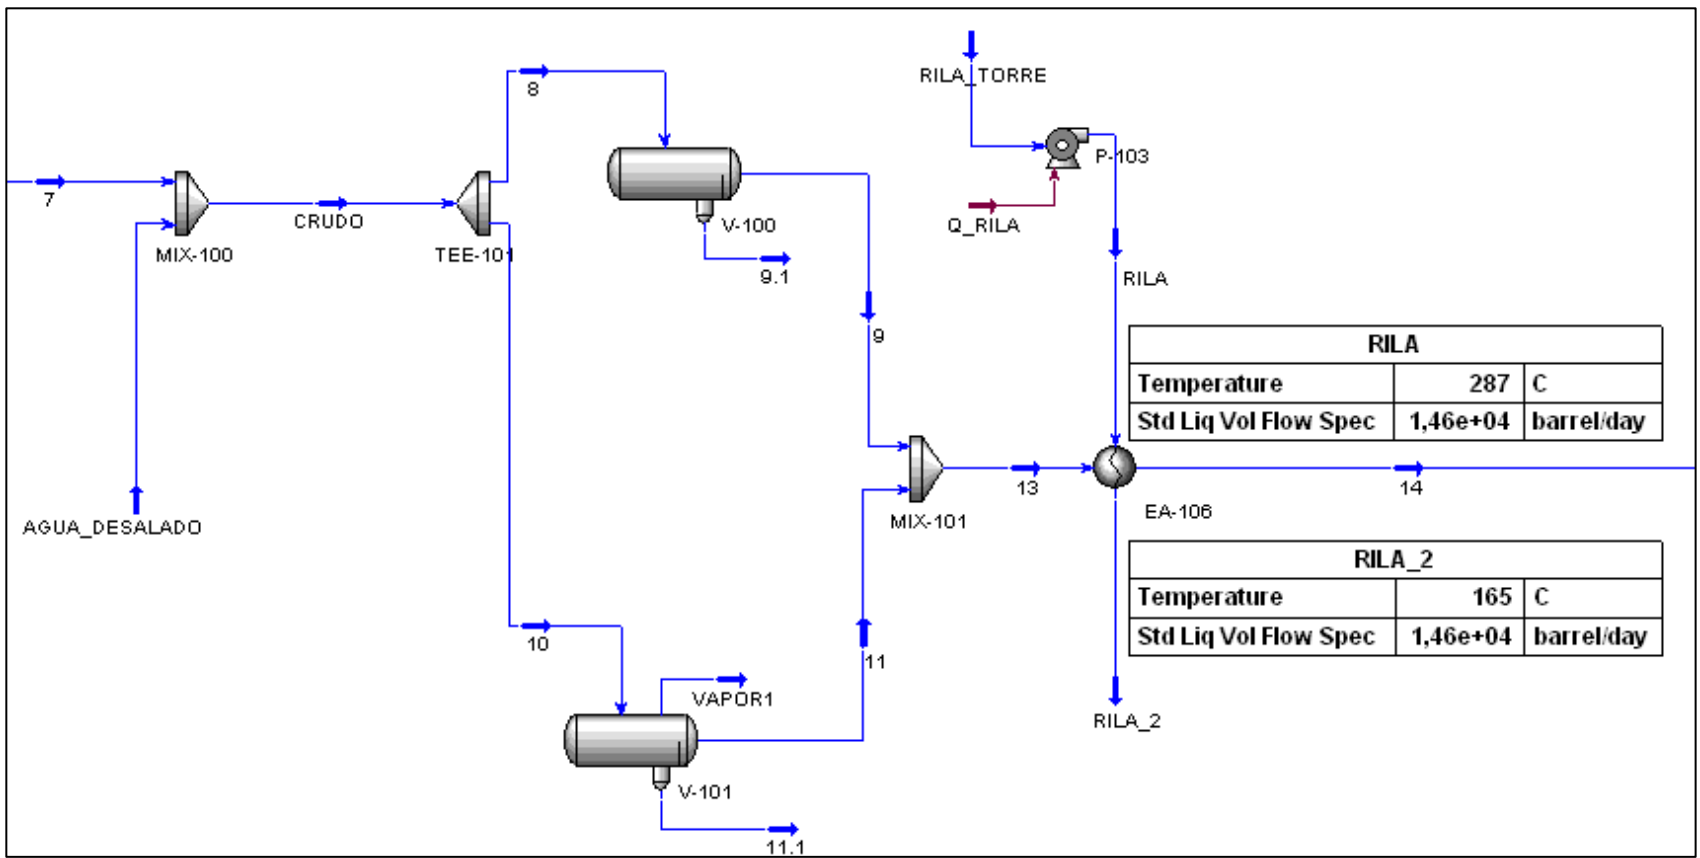 8
RILA_TORRE
P-103
7
CRUDO
V-100
Q_RILA
MIX-100
TEE-101
9.1
RILA
9
RILA
Temperature 287 C
Std Liq Vol Flow Spec 1,46e+04 barrel/day
13
14
AGUA_DESALADO
MIX-101
EA-106
RILA_2
Temperature 165 C
Std Liq Vol Flow Spec 1,46e+04 barrel/day
10
11
VAPOR1
RILA_2
V-101
11.1